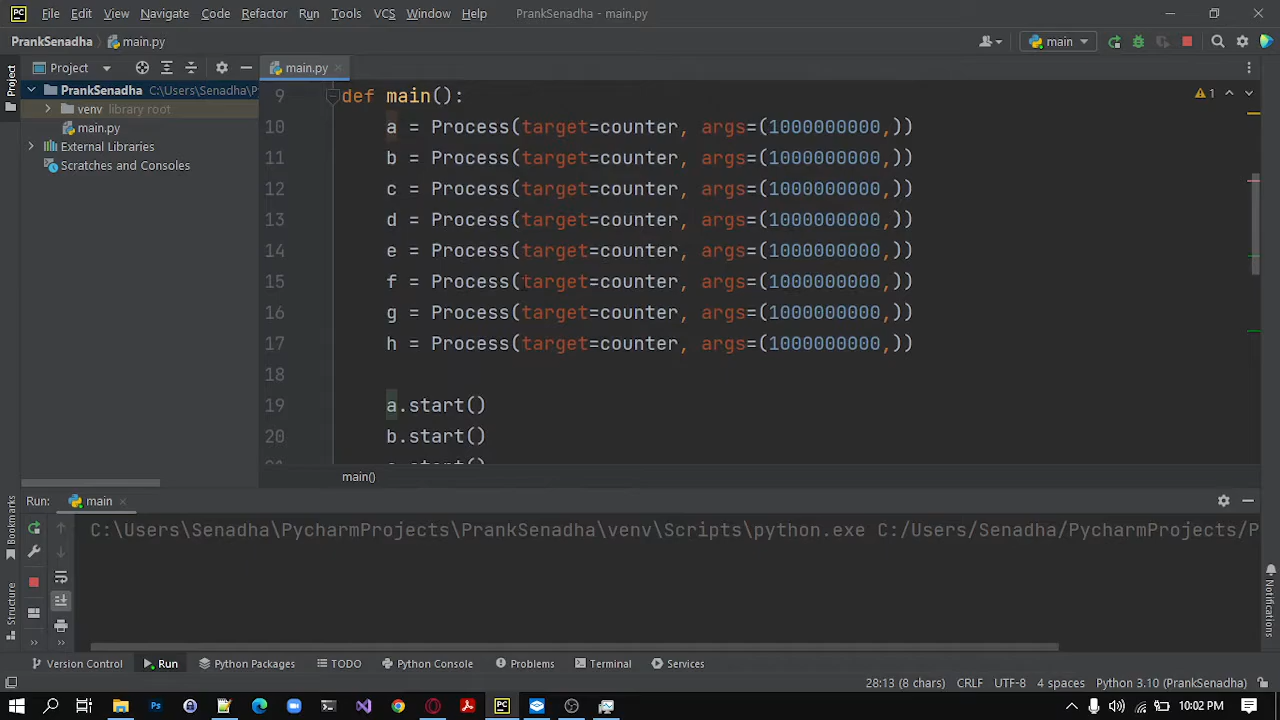 File Edit View Navigate Code Refactor Run Tools VCS Window Help PrankSenadha - main.py
PrankSenadha main.py main
Project main.py
PrankSenadha C:\Users\Senadha\P
venv library root
main.py
External Libraries
Scratches and Consoles
9 def main():
10 a = Process(target=counter, args=(1000000000,))
11 b = Process(target=counter, args=(1000000000,))
12 c = Process(target=counter, args=(1000000000,))
13 d = Process(target=counter, args=(1000000000,))
14 e = Process(target=counter, args=(1000000000,))
15 f = Process(target=counter, args=(1000000000,))
16 g = Process(target=counter, args=(1000000000,))
17 h = Process(target=counter, args=(1000000000,))
18
19 a.start()
20 b.start()
1
main()
Project
Bookmarks
Structure
Notifications
Run: main
C:\Users\Senadha\PycharmProjects\PrankSenadha\venv\Scripts\python.exe C:/Users/Senadha/PycharmProjects/P
Version Control Run Python Packages TODO Python Console Problems Terminal Services
28:13 (8 chars) CRLF UTF-8 4 spaces Python 3.10 (PrankSenadha)
10:02 PM